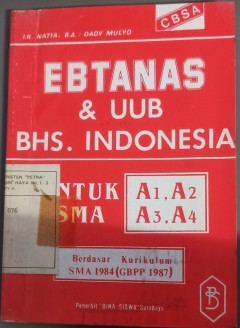 CBSA
I.K. NATIA, B.A./ DADY MULYO
EBTANAS
& UUB
BHS. INDONESIA
UNTUK
SMA
A1, A2
A3, A4
Berdasar Kurikulum
SMA 1984(GBPP 1987)
Penerbit "BINA SISWA" Surabaya